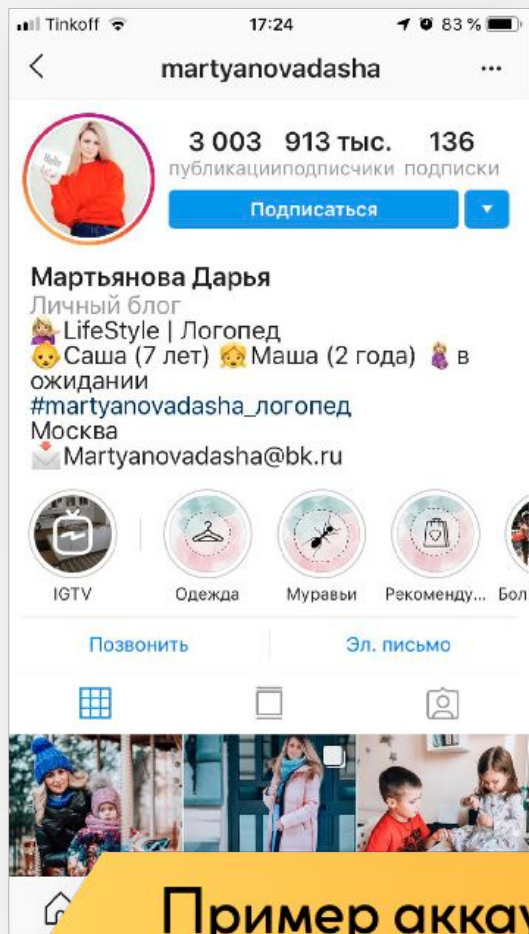 Tinkoff 17:24 83 %
martyanovadasha
3 003 913 тыс. 136
публикации подписчики подписки
Подписаться
Мартьянова Дарья
Личный блог
LifeStyle | Логопед
Саша (7 лет) Маша (2 года) в
ожидании
#martyanovadasha_логопед
Москва
Martyanovadasha@bk.ru
IGTV Одежда Муравьи Рекоменду... Бол
Позвонить Эл. письмо
Пример аккау